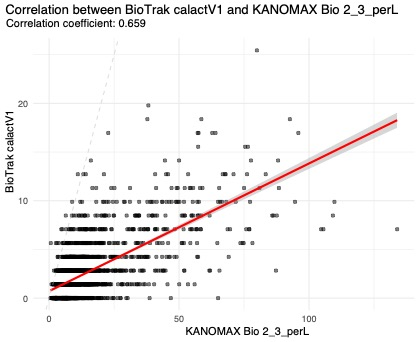 Correlation between BioTrak calactV1 and KANOMAX Bio 2_3_perL
Correlation coefficient: 0.659
BioTrak calactV1
20
10
0
0 50 100
KANOMAX Bio 2_3_perL